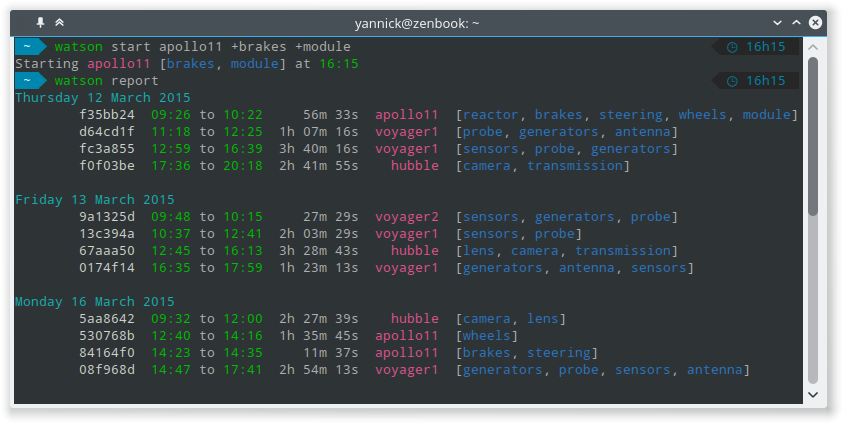 yannick@zenbook: ~
~ watson start apollo11 +brakes +module 16h15
Starting apollo11 [brakes, module] at 16:15
~ watson report 16h15
Thursday 12 March 2015
f35bb24 09:26 to 10:22 56m 33s apollo11 [reactor, brakes, steering, wheels, module]
d64cd1f 11:18 to 12:25 1h 07m 16s voyager1 [probe, generators, antenna]
fc3a855 12:59 to 16:39 3h 40m 16s voyager1 [sensors, probe, generators]
f0f03be 17:36 to 20:18 2h 41m 55s hubble [camera, transmission]
Friday 13 March 2015
9a1325d 09:48 to 10:15 27m 29s voyager2 [sensors, generators, probe]
13c394a 10:37 to 12:41 2h 03m 29s voyager1 [sensors, probe]
67aaa50 12:45 to 16:13 3h 28m 43s hubble [lens, camera, transmission]
0174f14 16:35 to 17:59 1h 23m 13s voyager1 [generators, antenna, sensors]
Monday 16 March 2015
5aa8642 09:32 to 12:00 2h 27m 39s hubble [camera, lens]
530768b 12:40 to 14:16 1h 35m 45s apollo11 [wheels]
84164f0 14:23 to 14:35 11m 37s apollo11 [brakes, steering]
08f968d 14:47 to 17:41 2h 54m 13s voyager1 [generators, probe, sensors, antenna]